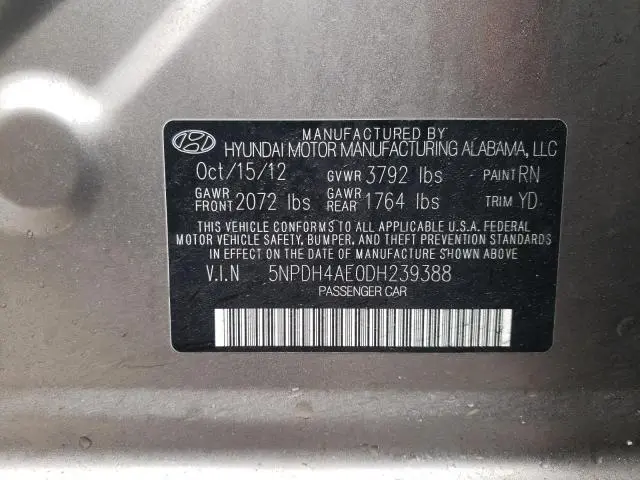 MANUFACTURED BY
HYUNDAI MOTOR MANUFACTURING ALABAMA, LLC
Oct/15/12 GVWR 3792 lbs PAINT RN
GAWR FRONT 2072 lbs GAWR REAR 1764 lbs TRIM YD
THIS VEHICLE CONFORMS TO ALL APPLICABLE U.S.A. FEDERAL
MOTOR VEHICLE SAFETY, BUMPER, AND THEFT PREVENTION STANDARDS
IN EFFECT ON THE DATE OF MANUFACTURE SHOWN ABOVE
V.I.N 5NPDH4AE0DH239388
PASSENGER CAR